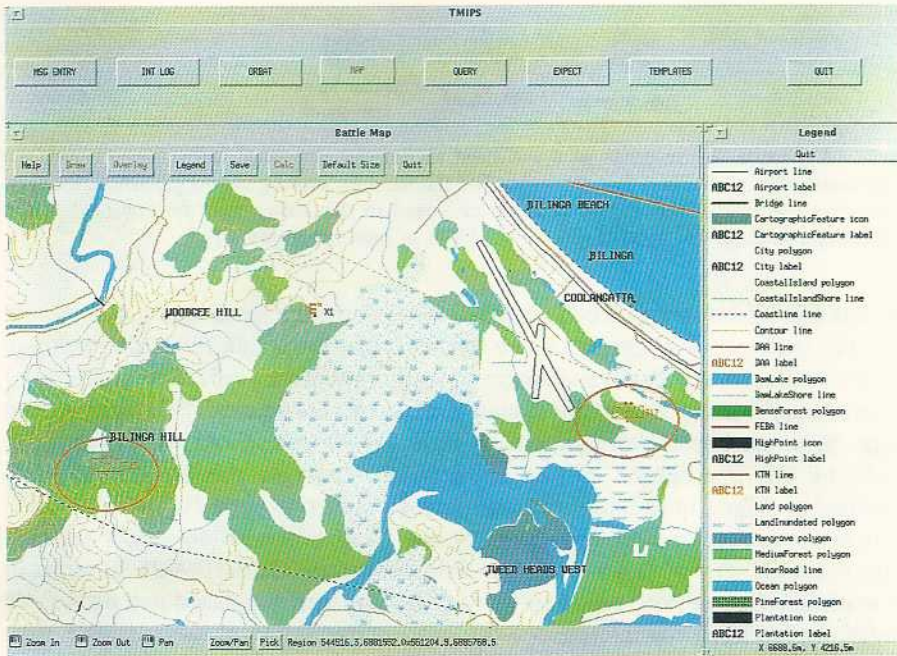 TMIPS
MSG ENTRY
INT LOG
ORBAT
MAP
QUERY
EXPECT
TEMPLATES
QUIT
Battle Map
Help
Draw
Overlay
Legend
Save
Calc
Default Size
Quit
BILINGA BEACH
BILINGA
COOLANGATTA
WOODGEE HILL
X1
BILINGA HILL
TWEED HEADS WEST
Zoom In
Zoom Out
Pan
Zoom/Pan
Pick
Legend
Quit
Airport line
ABC12 Airport label
Bridge line
CartographicFeature icon
ABC12 CartographicFeature label
City polygon
ABC12 City label
CoastalIsland polygon
CoastalIslandShore line
Coastline line
Contour line
DAA line
ABC12 DAA label
DamLake polygon
DamLakeShore line
DenseForest polygon
FEBA line
HighPoint icon
ABC12 HighPoint label
KTN line
ABC12 KTN label
Land polygon
LandInundated polygon
Mangrove polygon
MediumForest polygon
MinorRoad line
Ocean polygon
PineForest polygon
Plantation icon
ABC12 Plantation label
X 6688.6m, Y 4216.5m